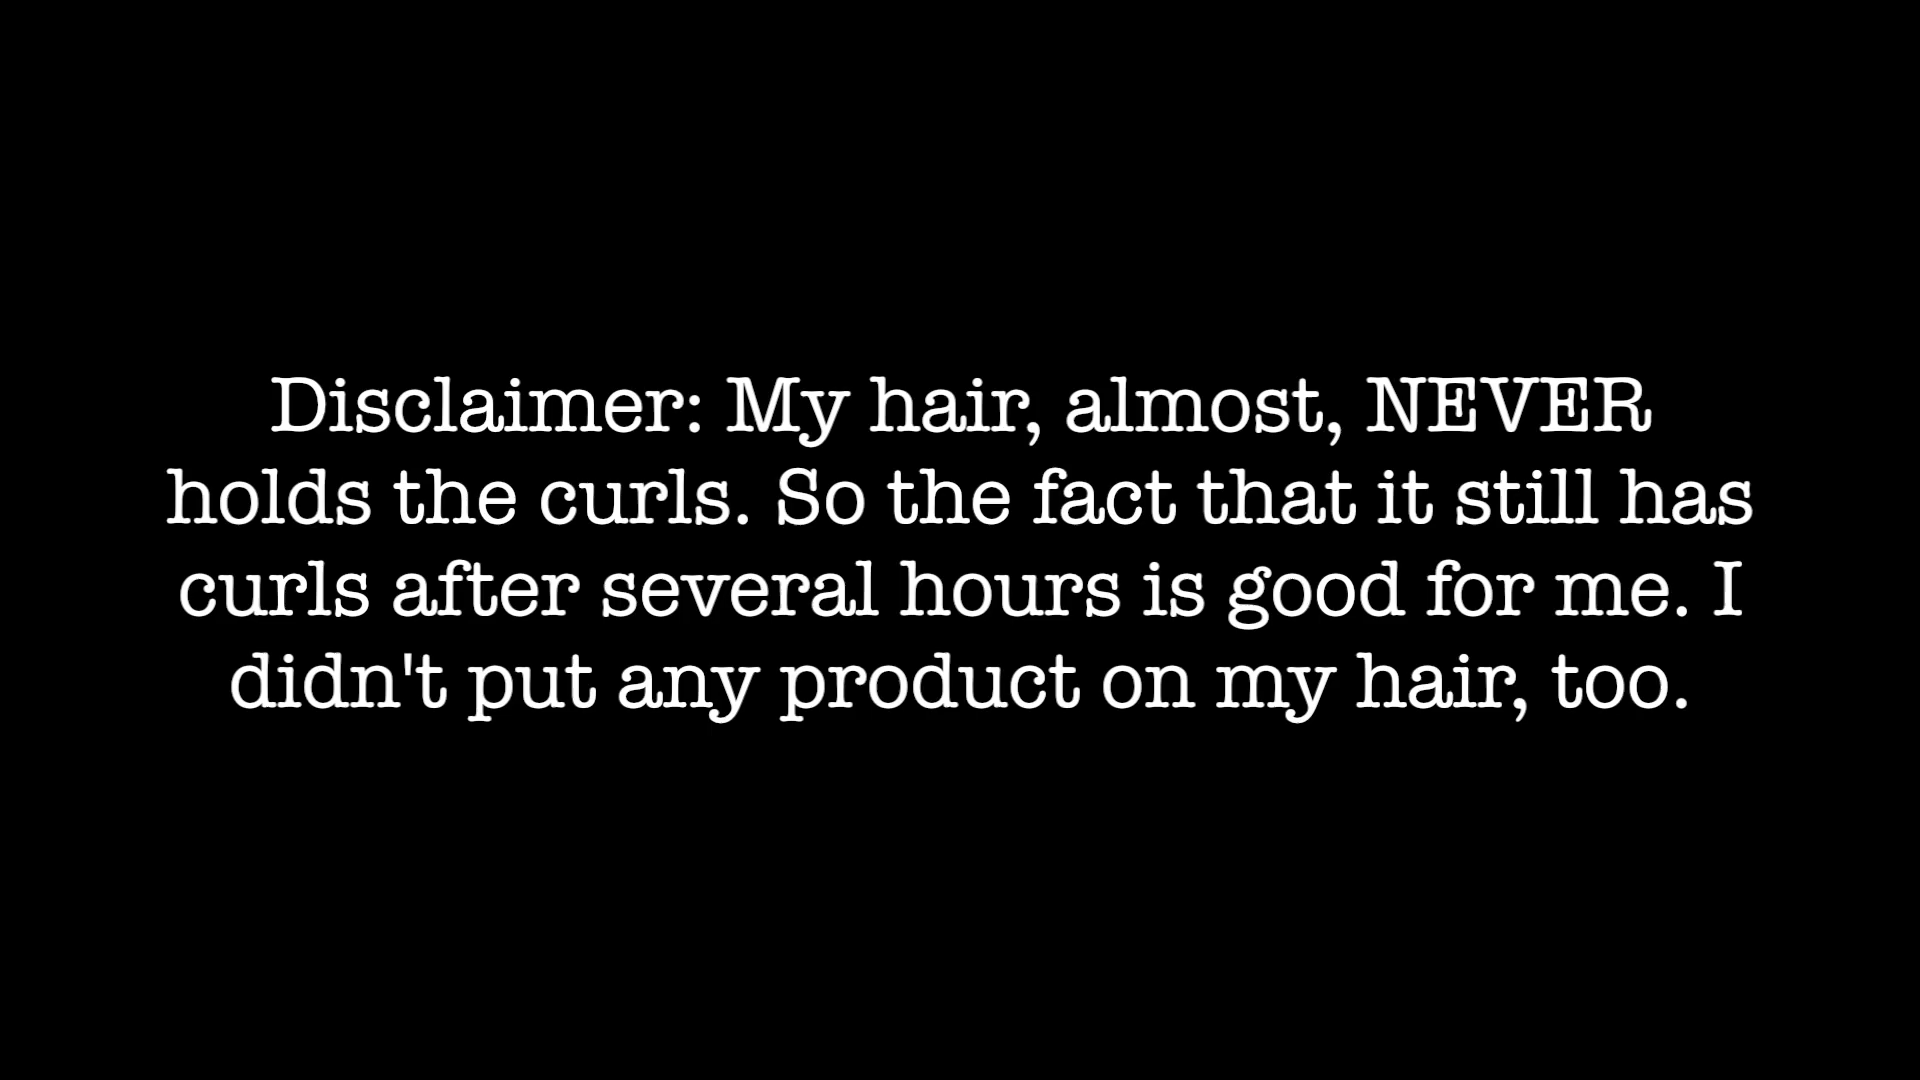 Disclaimer: My hair, almost, NEVER
holds the curls. So the fact that it still has
curls after several hours is good for me. I
didn't put any product on my hair, too.